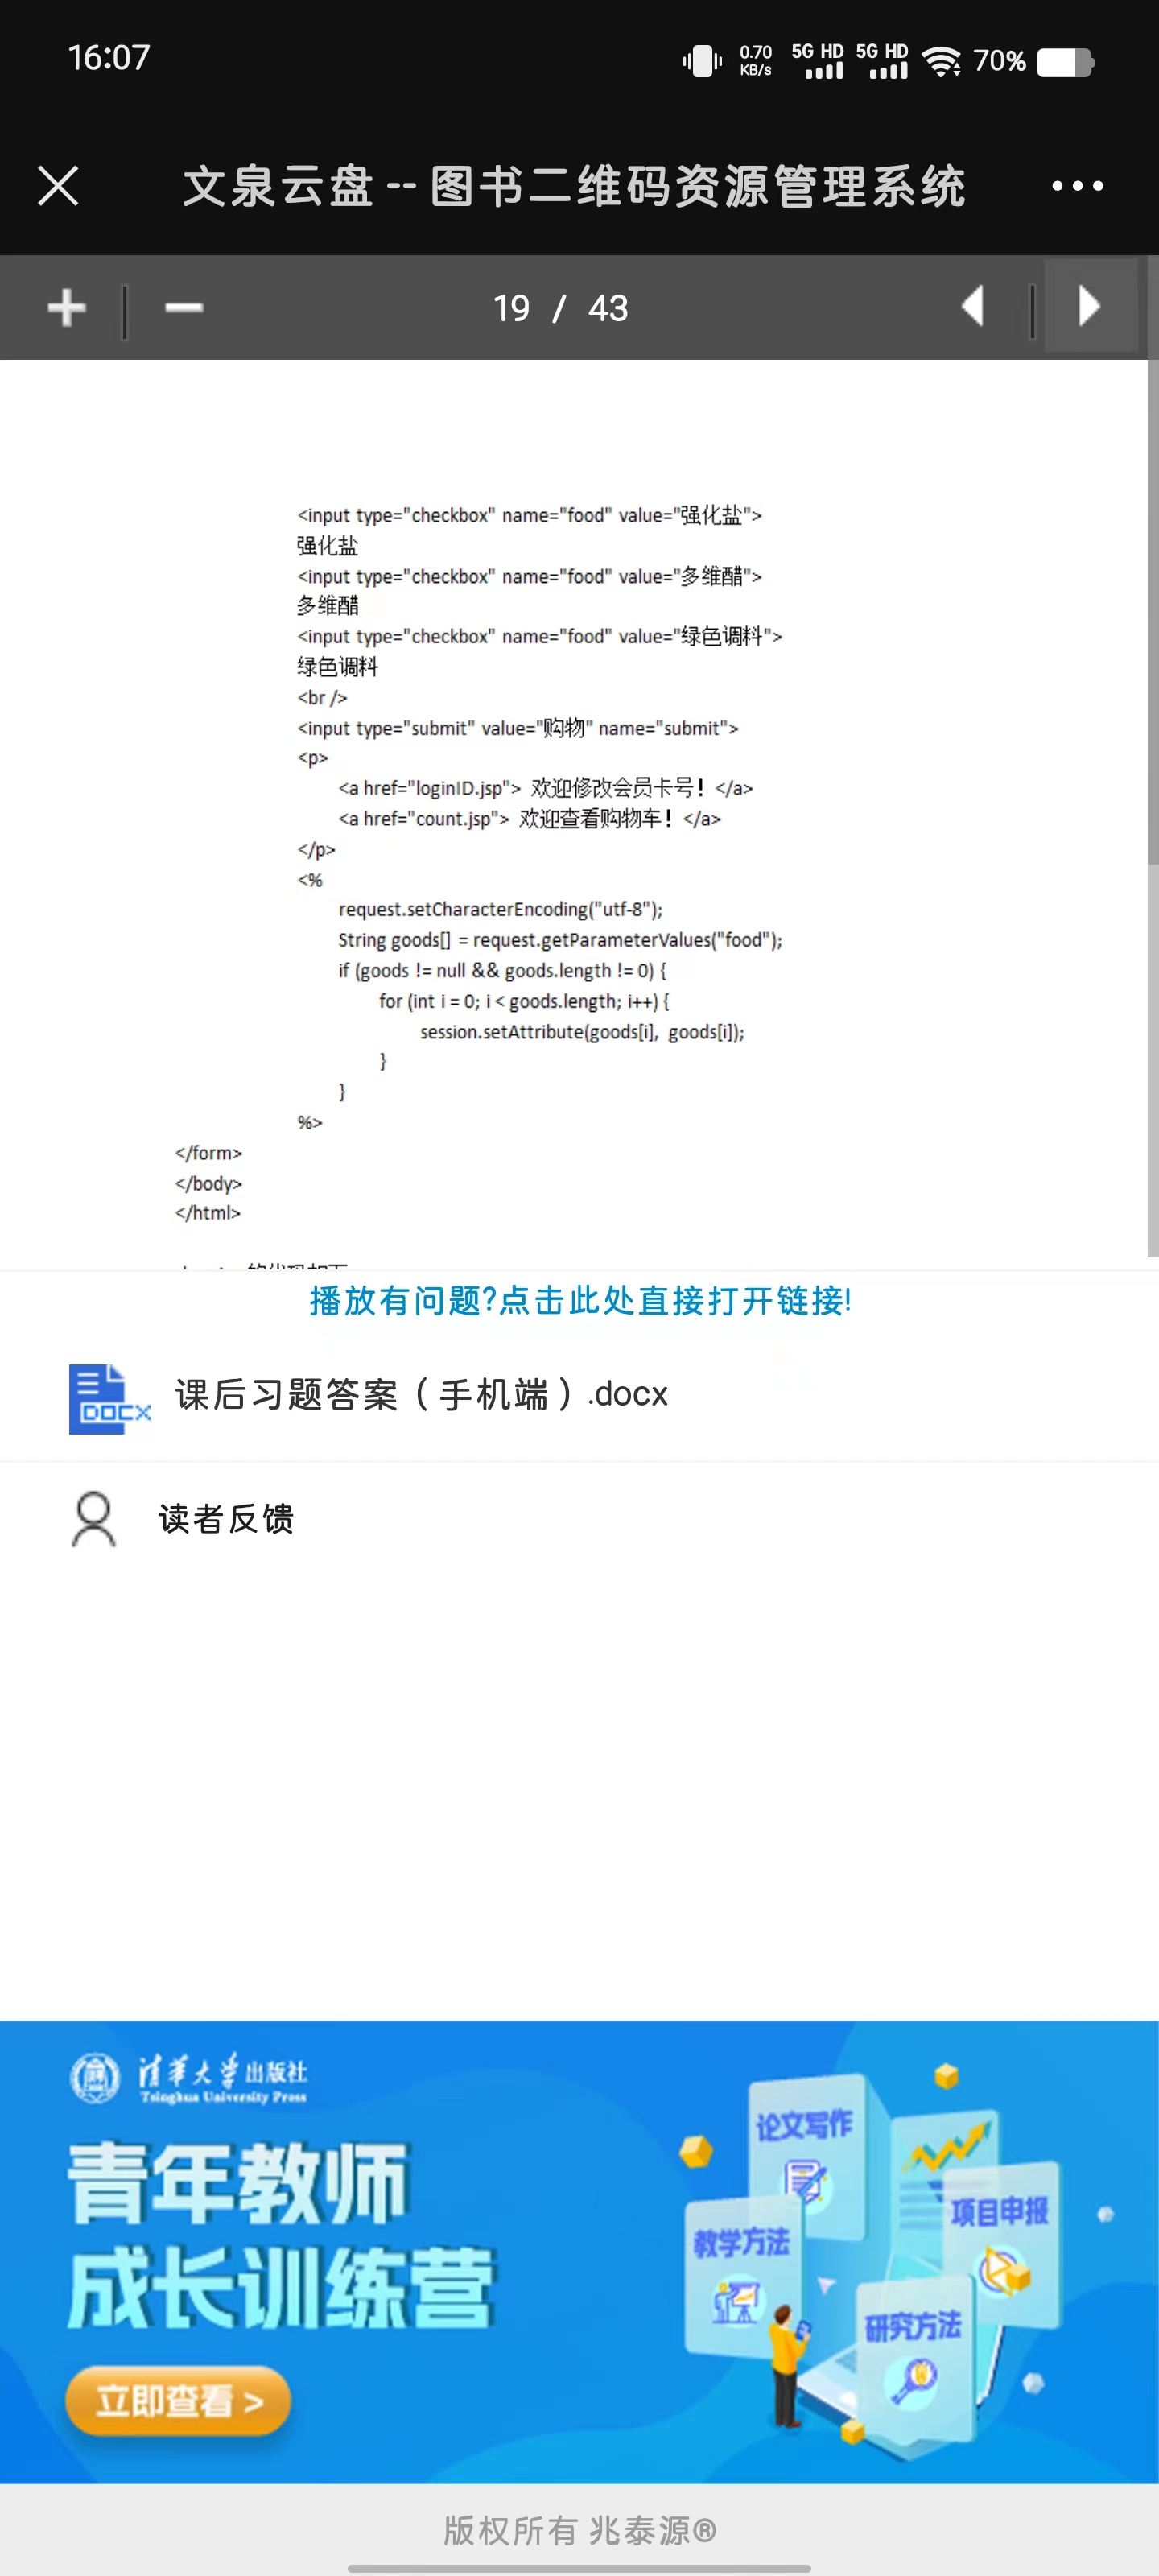 16:07
0.70 KB/s 5G HD 5G HD 70%
文泉云盘 -- 图书二维码资源管理系统
19 / 43
<input type="checkbox" name="food" value="强化盐">
强化盐
<input type="checkbox" name="food" value="多维醋">
多维醋
<input type="checkbox" name="food" value="绿色调料">
绿色调料
<br />
<input type="submit" value="购物" name="submit">
<p>
<a href="loginID.jsp"> 欢迎修改会员卡号！</a>
<a href="count.jsp"> 欢迎查看购物车！</a>
</p>
<%
request.setCharacterEncoding("utf-8");
String goods[] = request.getParameterValues("food");
if (goods != null && goods.length != 0) {
for (int i = 0; i < goods.length; i++) {
session.setAttribute(goods[i], goods[i]);
}
}
%>
</form>
</body>
</html>
播放有问题?点击此处直接打开链接!
DOCX
课后习题答案（手机端）.docx
读者反馈
清华大学出版社
Tsinghua University Press
青年教师
成长训练营
立即查看 >
论文写作
项目申报
教学方法
研究方法
版权所有 兆泰源®